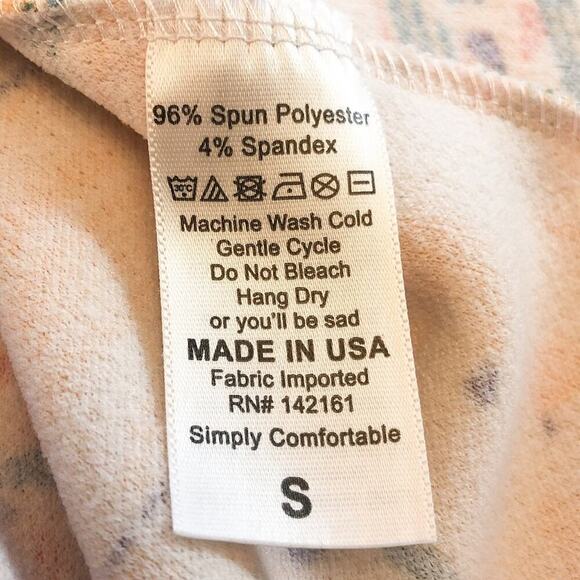 96% Spun Polyester
4% Spandex
30°C
Machine Wash Cold
Gentle Cycle
Do Not Bleach
Hang Dry
or you'll be sad
MADE IN USA
Fabric Imported
RN# 142161
Simply Comfortable
S